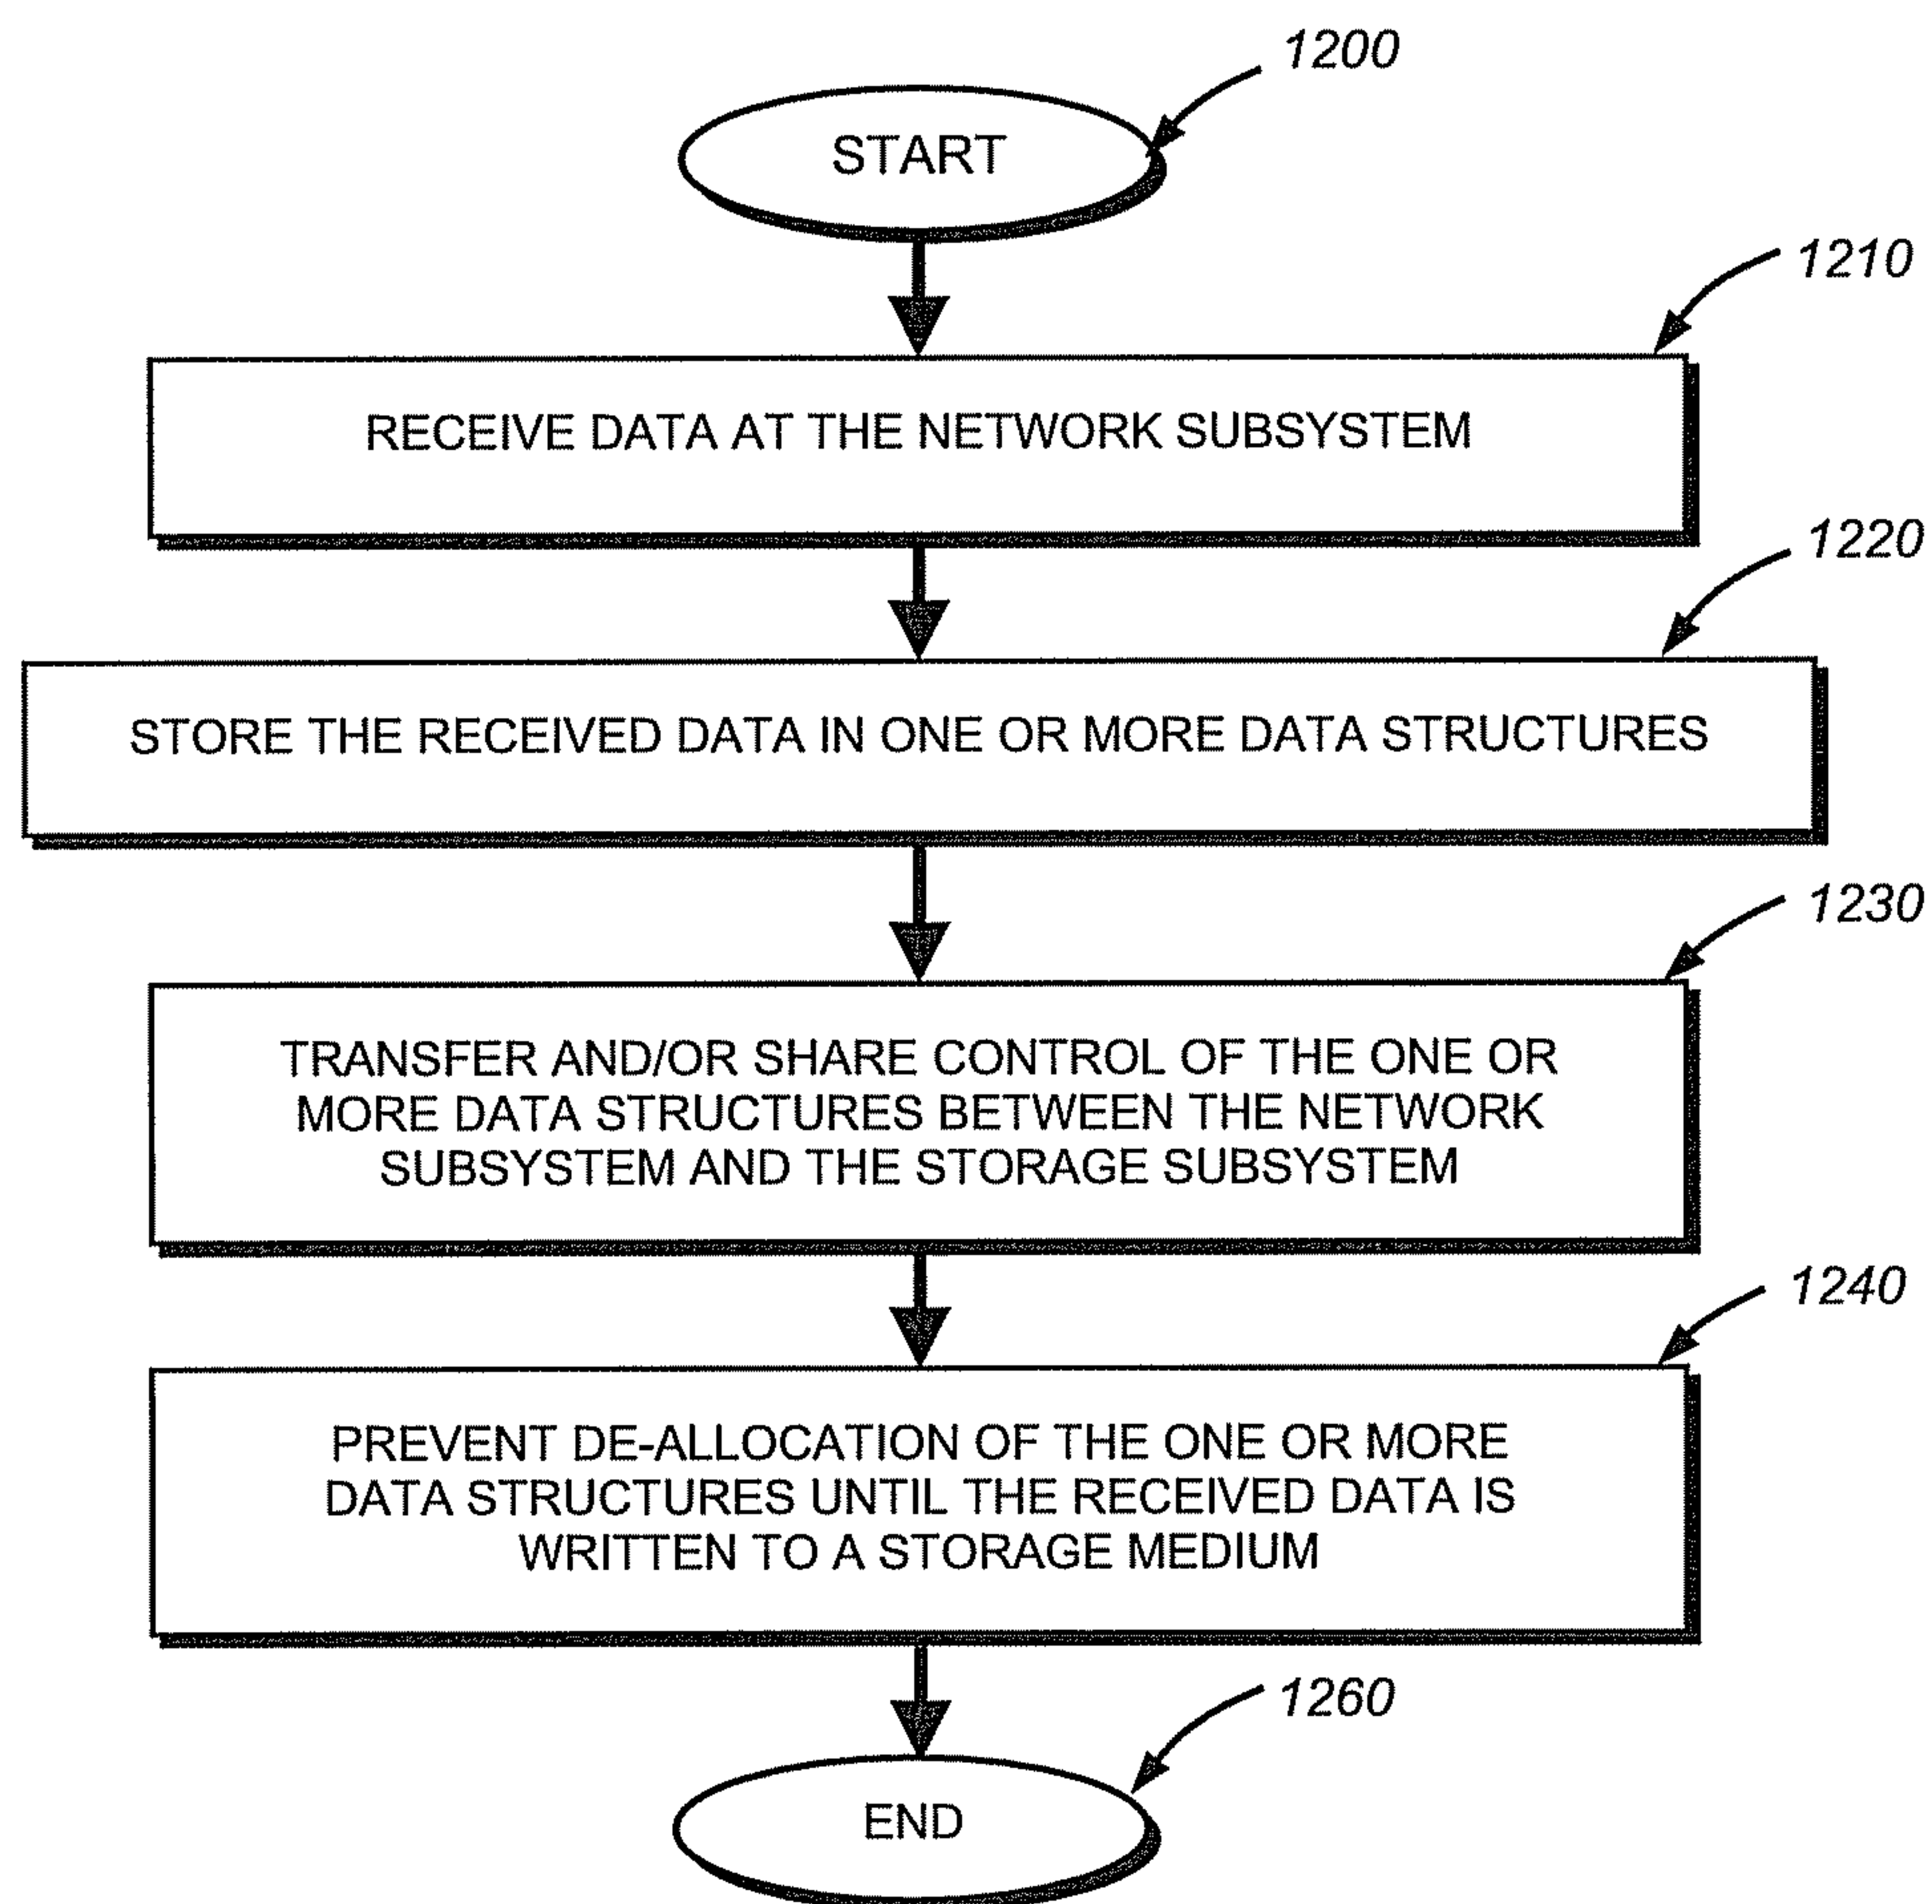 1200
START
1210
RECEIVE DATA AT THE NETWORK SUBSYSTEM
1220
STORE THE RECEIVED DATA IN ONE OR MORE DATA STRUCTURES
1230
TRANSFER AND/OR SHARE CONTROL OF THE ONE OR
MORE DATA STRUCTURES BETWEEN THE NETWORK
SUBSYSTEM AND THE STORAGE SUBSYSTEM
1240
PREVENT DE-ALLOCATION OF THE ONE OR MORE
DATA STRUCTURES UNTIL THE RECEIVED DATA IS
WRITTEN TO A STORAGE MEDIUM
1260
END